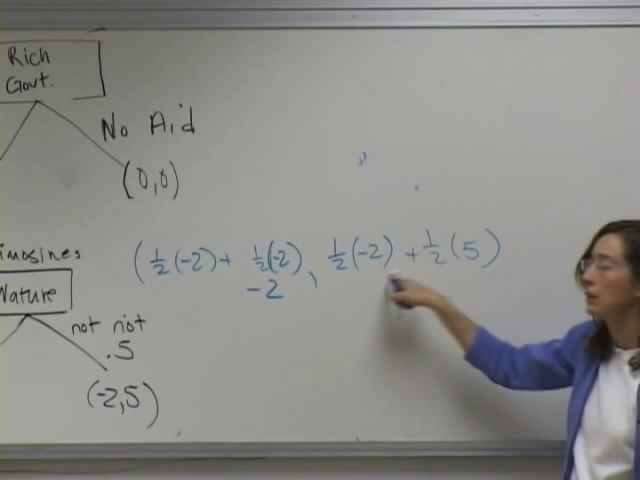 Rich
Govt.
No Aid
(0,0)
imosines
(½(-2)+ ½(-2), ½(-2) + ½(5))
-2
Nature
not riot
.5
(-2,5)